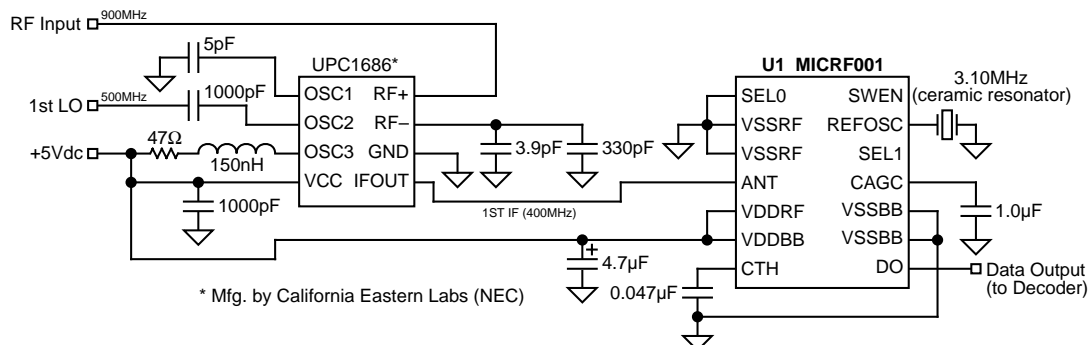 RF Input
900MHz
5pF
UPC1686*
1st LO
500MHz
1000pF
47Ω
+5Vdc
150nH
1000pF
OSC1
RF+
OSC2
RF–
OSC3
GND
VCC
IFOUT
3.9pF
330pF
1ST IF (400MHz)
4.7µF
+
0.047µF
* Mfg. by California Eastern Labs (NEC)
U1 MICRF001
SEL0
SWEN
VSSRF
REFOSC
VSSRF
SEL1
ANT
CAGC
VDDRF
VSSBB
VDDBB
VSSBB
CTH
DO
3.10MHz
(ceramic resonator)
1.0µF
Data Output
(to Decoder)